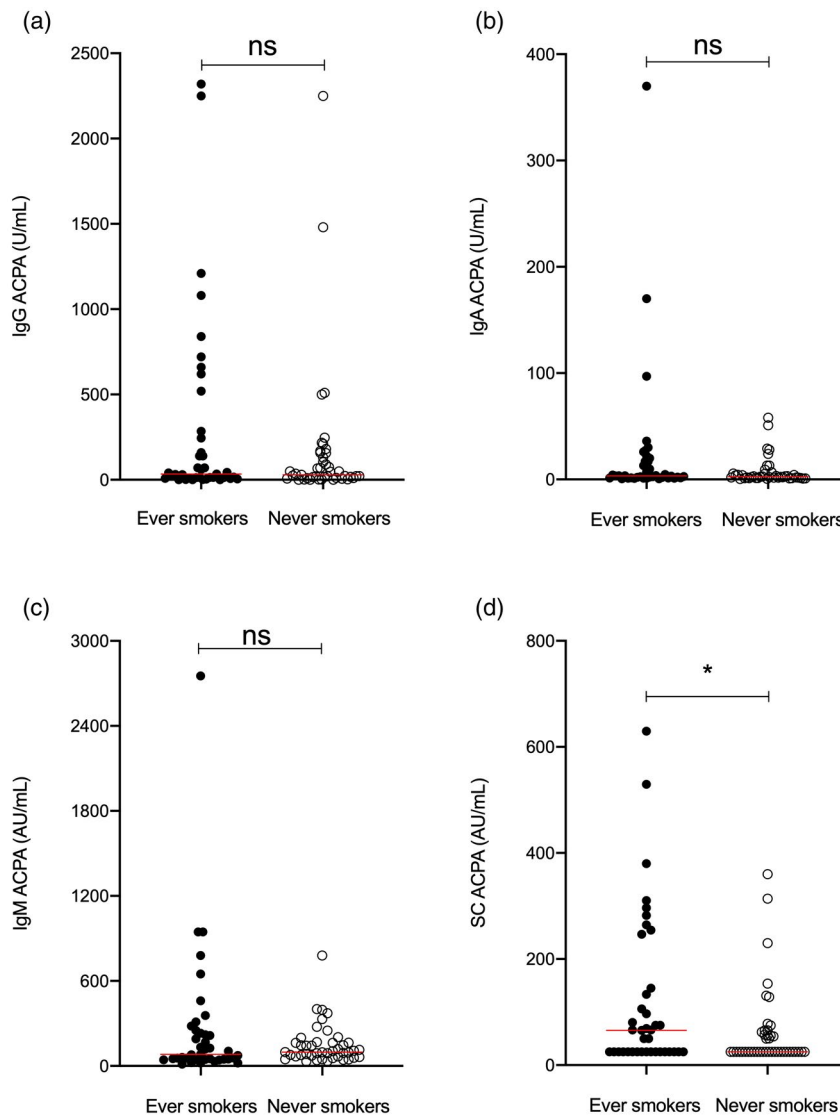 (a)
ns
2500
2000
1500
1000
500
0
IgG ACPA (U/mL)
Ever smokers Never smokers
(b)
ns
400
300
200
100
0
IgA ACPA (U/mL)
Ever smokers Never smokers
(c)
ns
3000
2400
1800
1200
600
0
IgM ACPA (AU/mL)
Ever smokers Never smokers
(d)
*
800
600
400
200
0
SC ACPA (AU/mL)
Ever smokers Never smokers